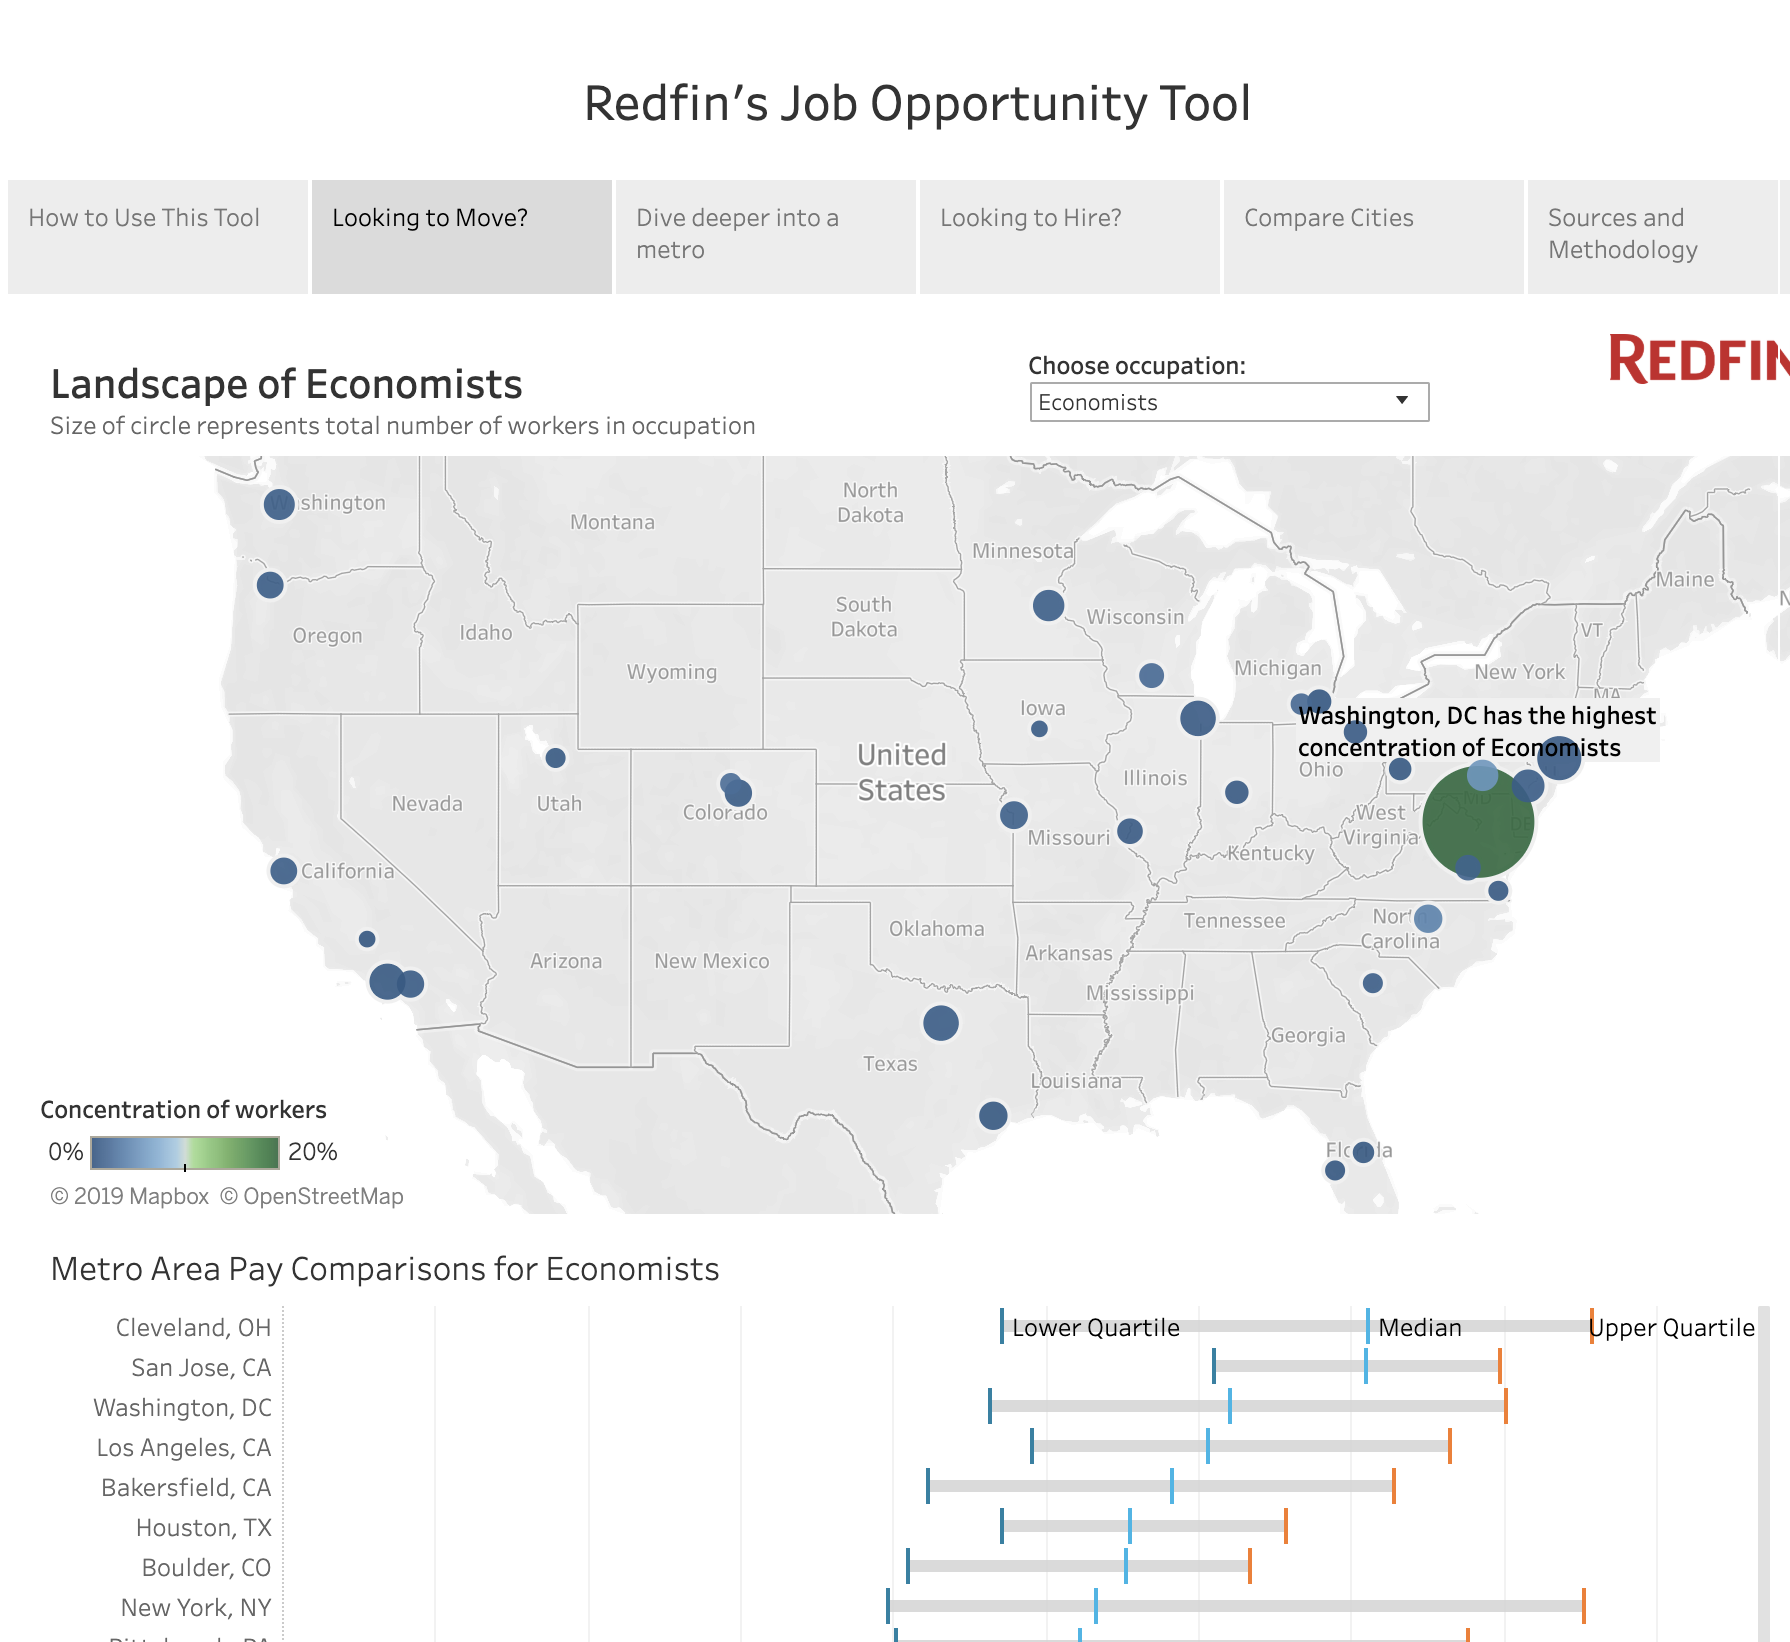 Redfin's Job Opportunity Tool
How to Use This Tool
Looking to Move?
Dive deeper into a
metro
Looking to Hire?
Compare Cities
Sources and
Methodology
REDFIN
Landscape of Economists
Size of circle represents total number of workers in occupation
Choose occupation:
Economists
Washington
Montana
North
Dakota
Minnesota
Maine
Oregon
Idaho
South
Dakota
Wisconsin
VT
N
Wyoming
Michigan
New York
MA
Iowa
Washington, DC has the highest
concentration of Economists
United
States
Ohio
Nevada
Utah
Colorado
Illinois
MD
DE
West
Virginia
Missouri
Kentucky
California
Oklahoma
Tennessee
North
Carolina
Arizona
New Mexico
Arkansas
Mississippi
Georgia
Texas
Louisiana
Florida
Concentration of workers
0%
20%
© 2019 Mapbox © OpenStreetMap
Metro Area Pay Comparisons for Economists
Cleveland, OH
Lower Quartile
Median
Upper Quartile
San Jose, CA
Washington, DC
Los Angeles, CA
Bakersfield, CA
Houston, TX
Boulder, CO
New York, NY
Pittsburgh, PA